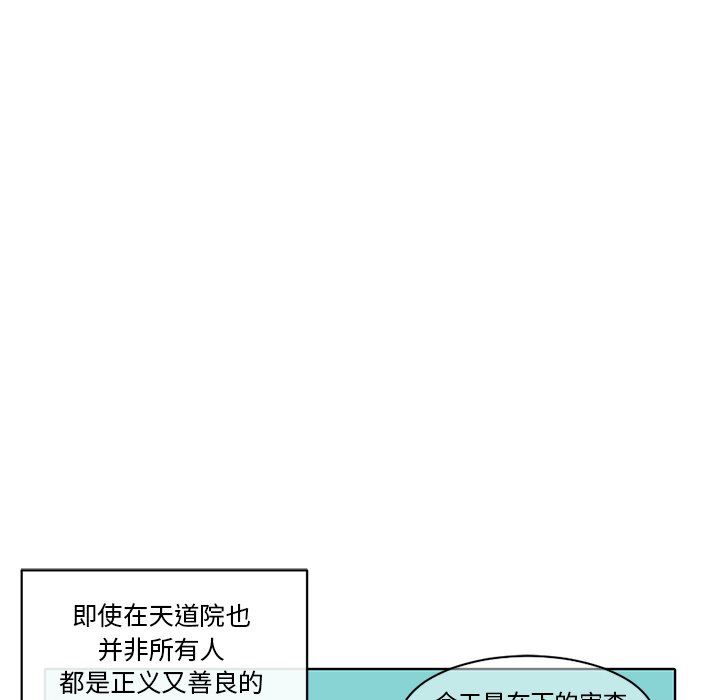 即使在天道院也
并非所有人
都是正义又善良的